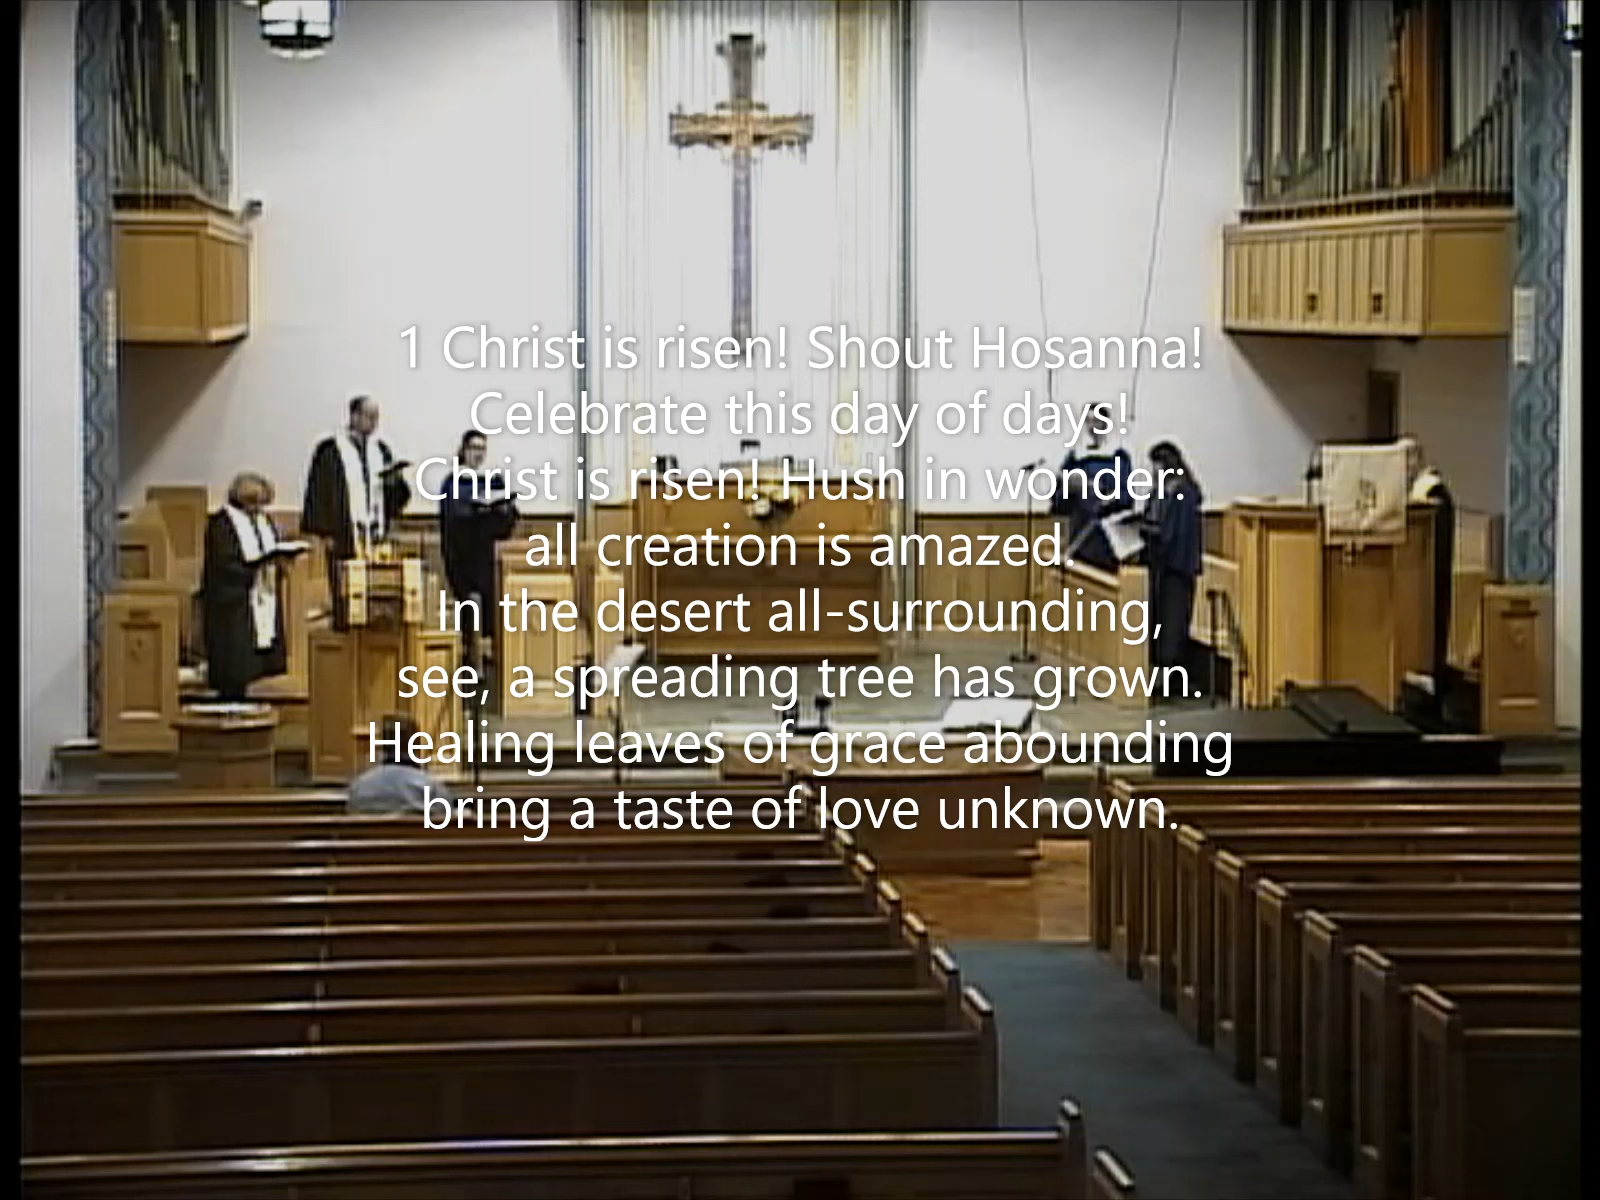 1 Christ is risen! Shout Hosanna!
Celebrate this day of days!
Christ is risen! Hush in wonder:
all creation is amazed.
In the desert all-surrounding,
see, a spreading tree has grown.
Healing leaves of grace abounding
bring a taste of love unknown.